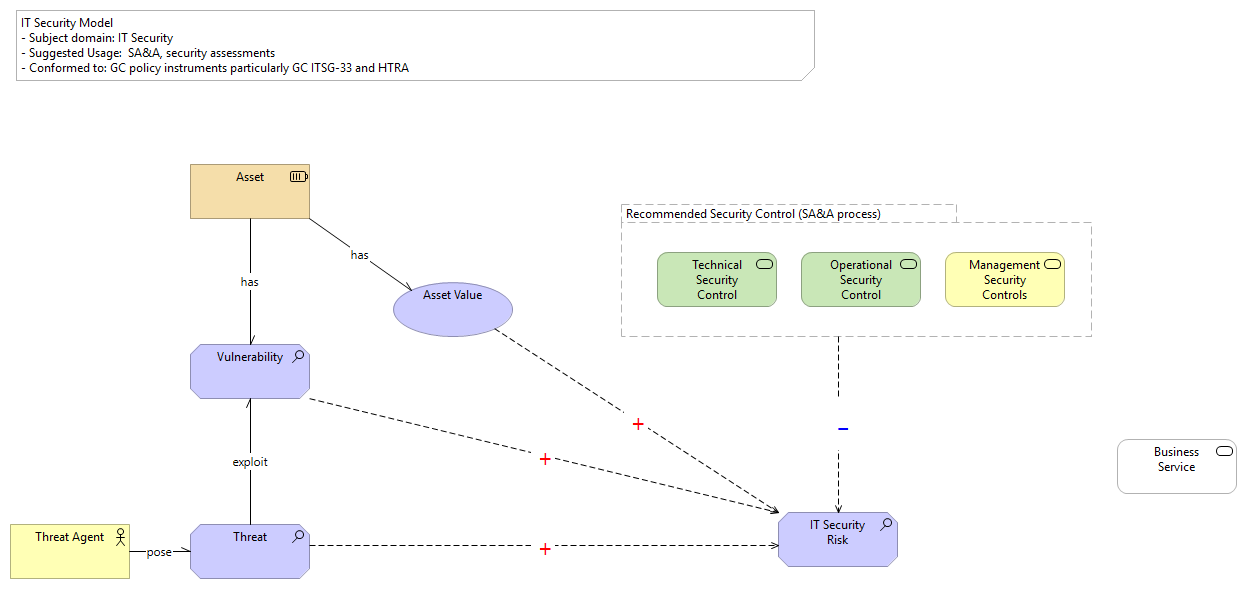 IT Security Model
- Subject domain: IT Security
- Suggested Usage:  SA&A, security assessments
- Conformed to: GC policy instruments particularly GC ITSG-33 and HTRA
Asset
Recommended Security Control (SA&A process)
has
Technical
Security
Control
Operational
Security
Control
Management
Security
Controls
has
Asset Value
Vulnerability
+
−
Business
Service
exploit
+
IT Security
Risk
Threat Agent
pose
Threat
+